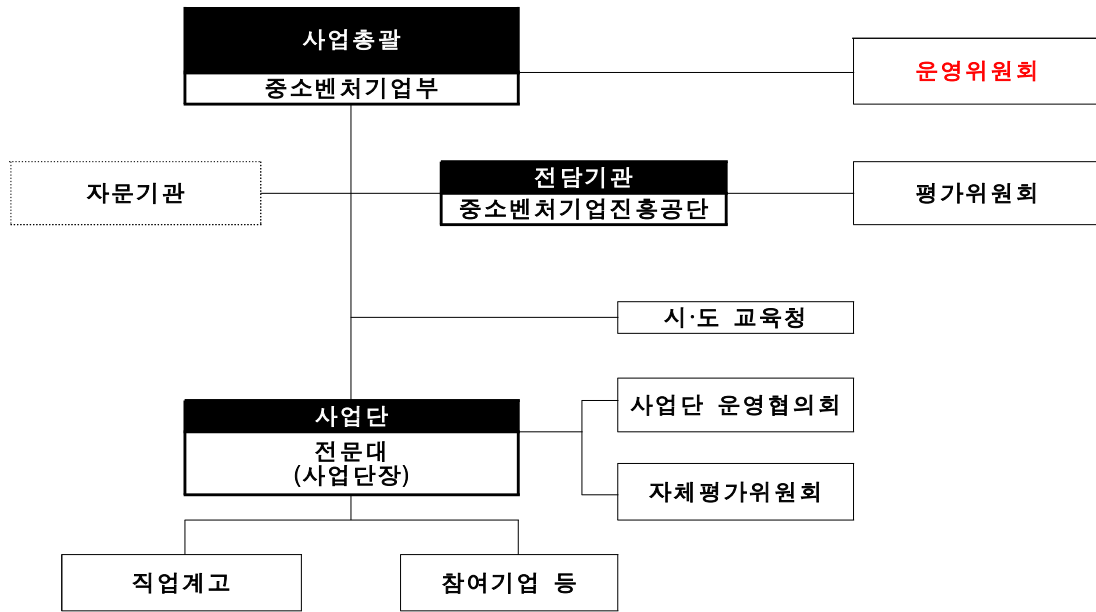 사업총괄
중소벤처기업부
운영위원회
자문기관
전담기관
중소벤처기업진흥공단
평가위원회
시·도 교육청
사업단
전문대
(사업단장)
사업단 운영협의회
자체평가위원회
직업계고
참여기업 등